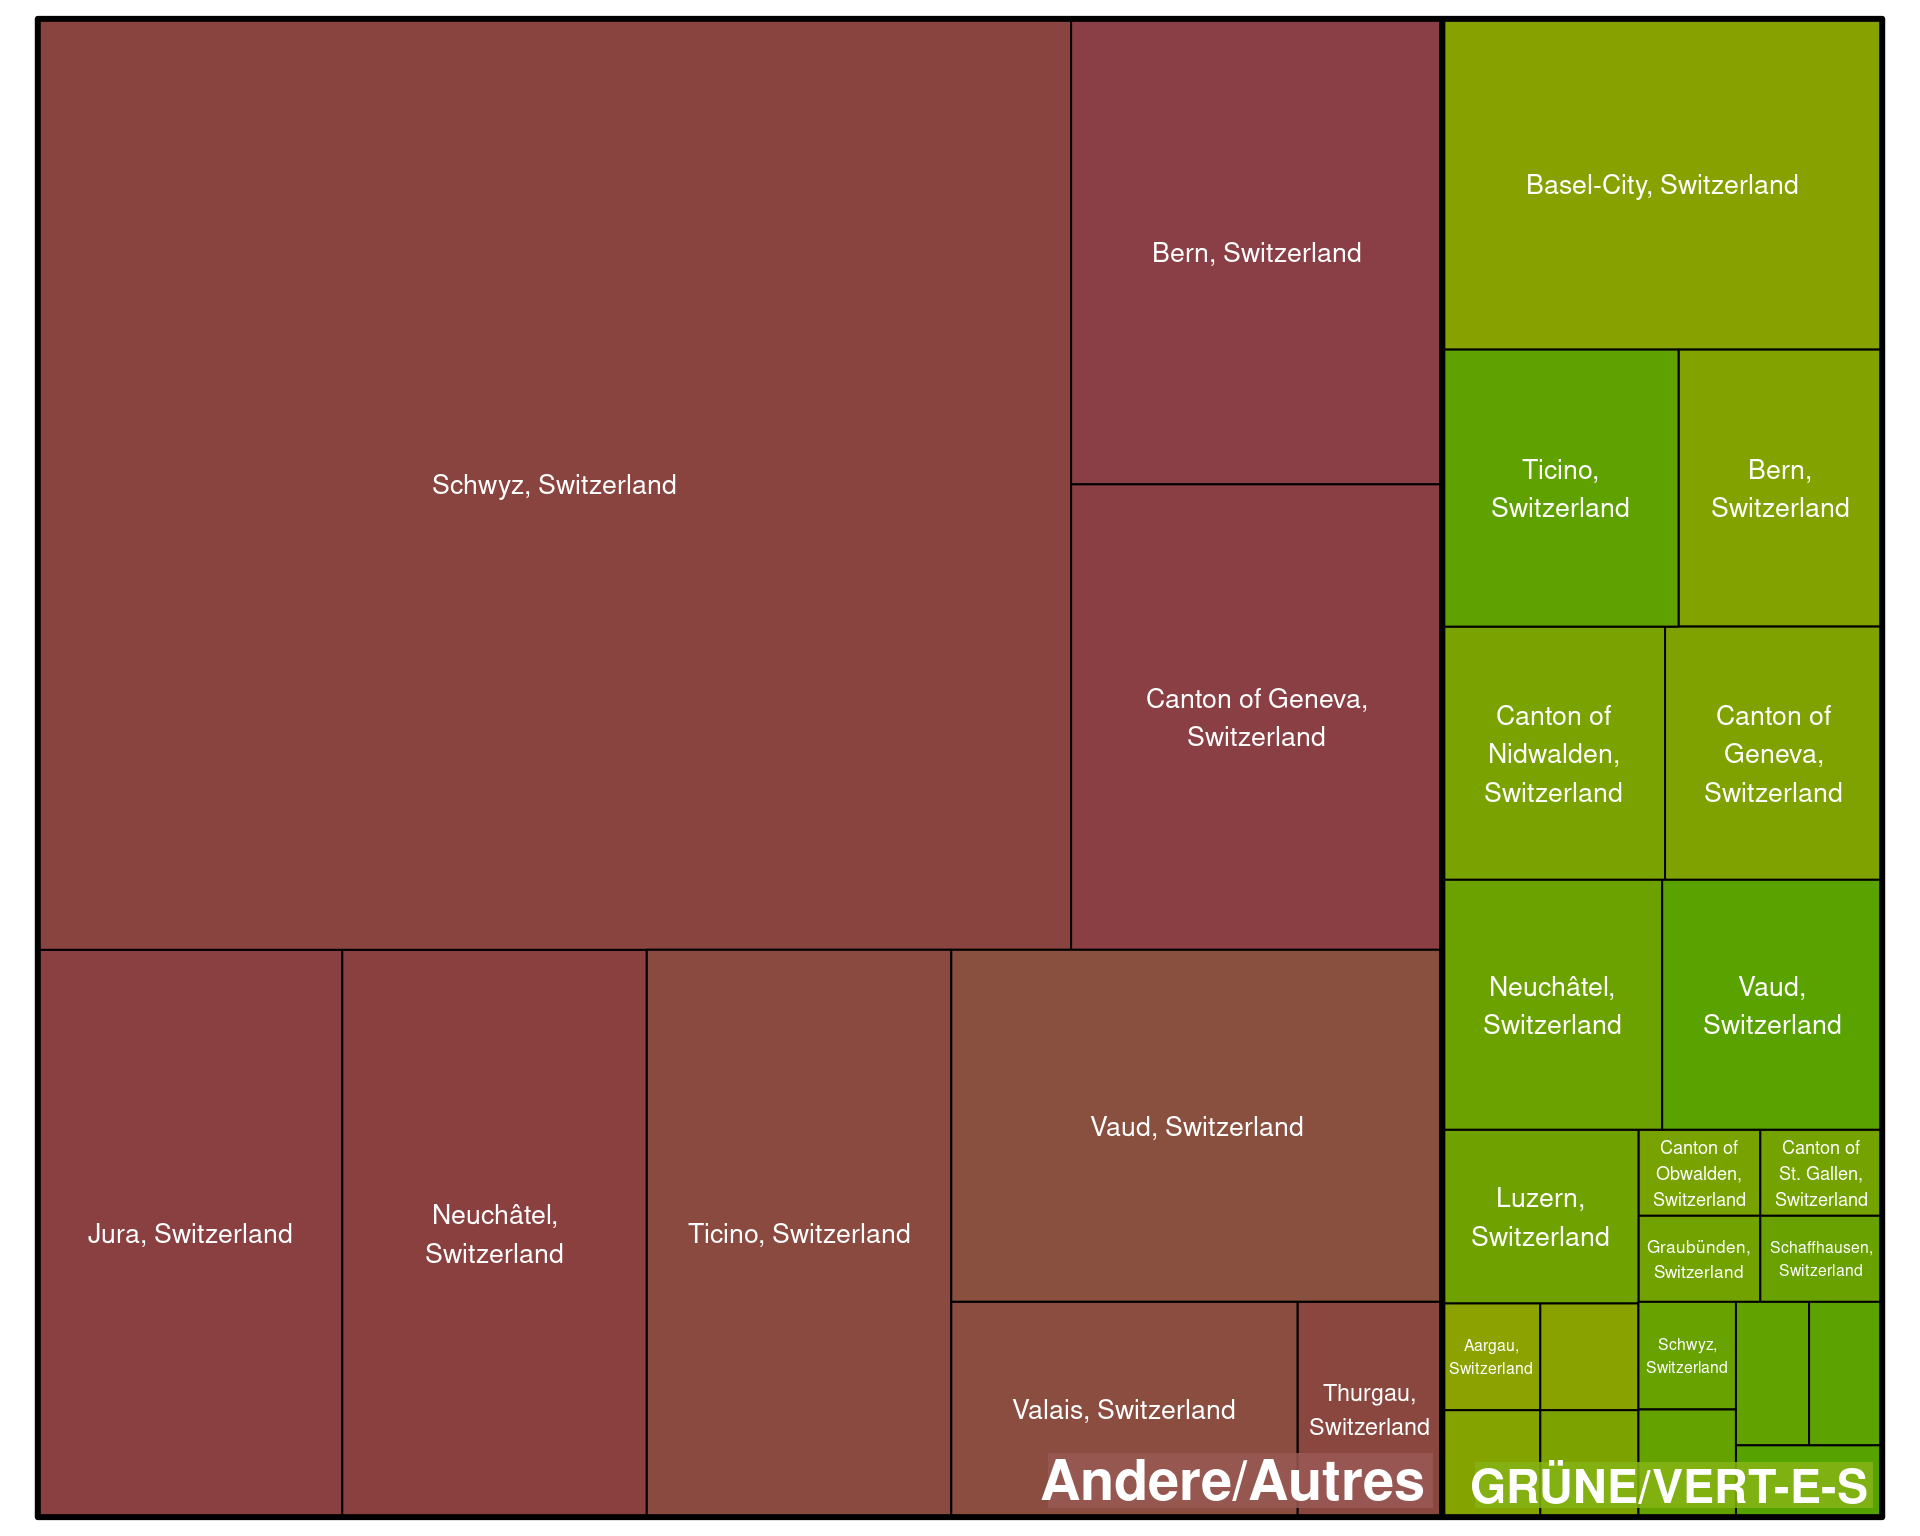 Schwyz, Switzerland
Bern, Switzerland
Canton of Geneva,
Switzerland
Jura, Switzerland
Neuchâtel,
Switzerland
Ticino, Switzerland
Vaud, Switzerland
Valais, Switzerland
Thurgau,
Switzerland
Andere/Autres
Basel-City, Switzerland
Ticino,
Switzerland
Bern,
Switzerland
Canton of
Nidwalden,
Switzerland
Canton of
Geneva,
Switzerland
Neuchâtel,
Switzerland
Vaud,
Switzerland
Luzern,
Switzerland
Canton of
Obwalden,
Switzerland
Canton of
St. Gallen,
Switzerland
Graubünden,
Switzerland
Schaffhausen,
Switzerland
Aargau,
Switzerland
Schwyz,
Switzerland
GRÜNE/VERT-E-S